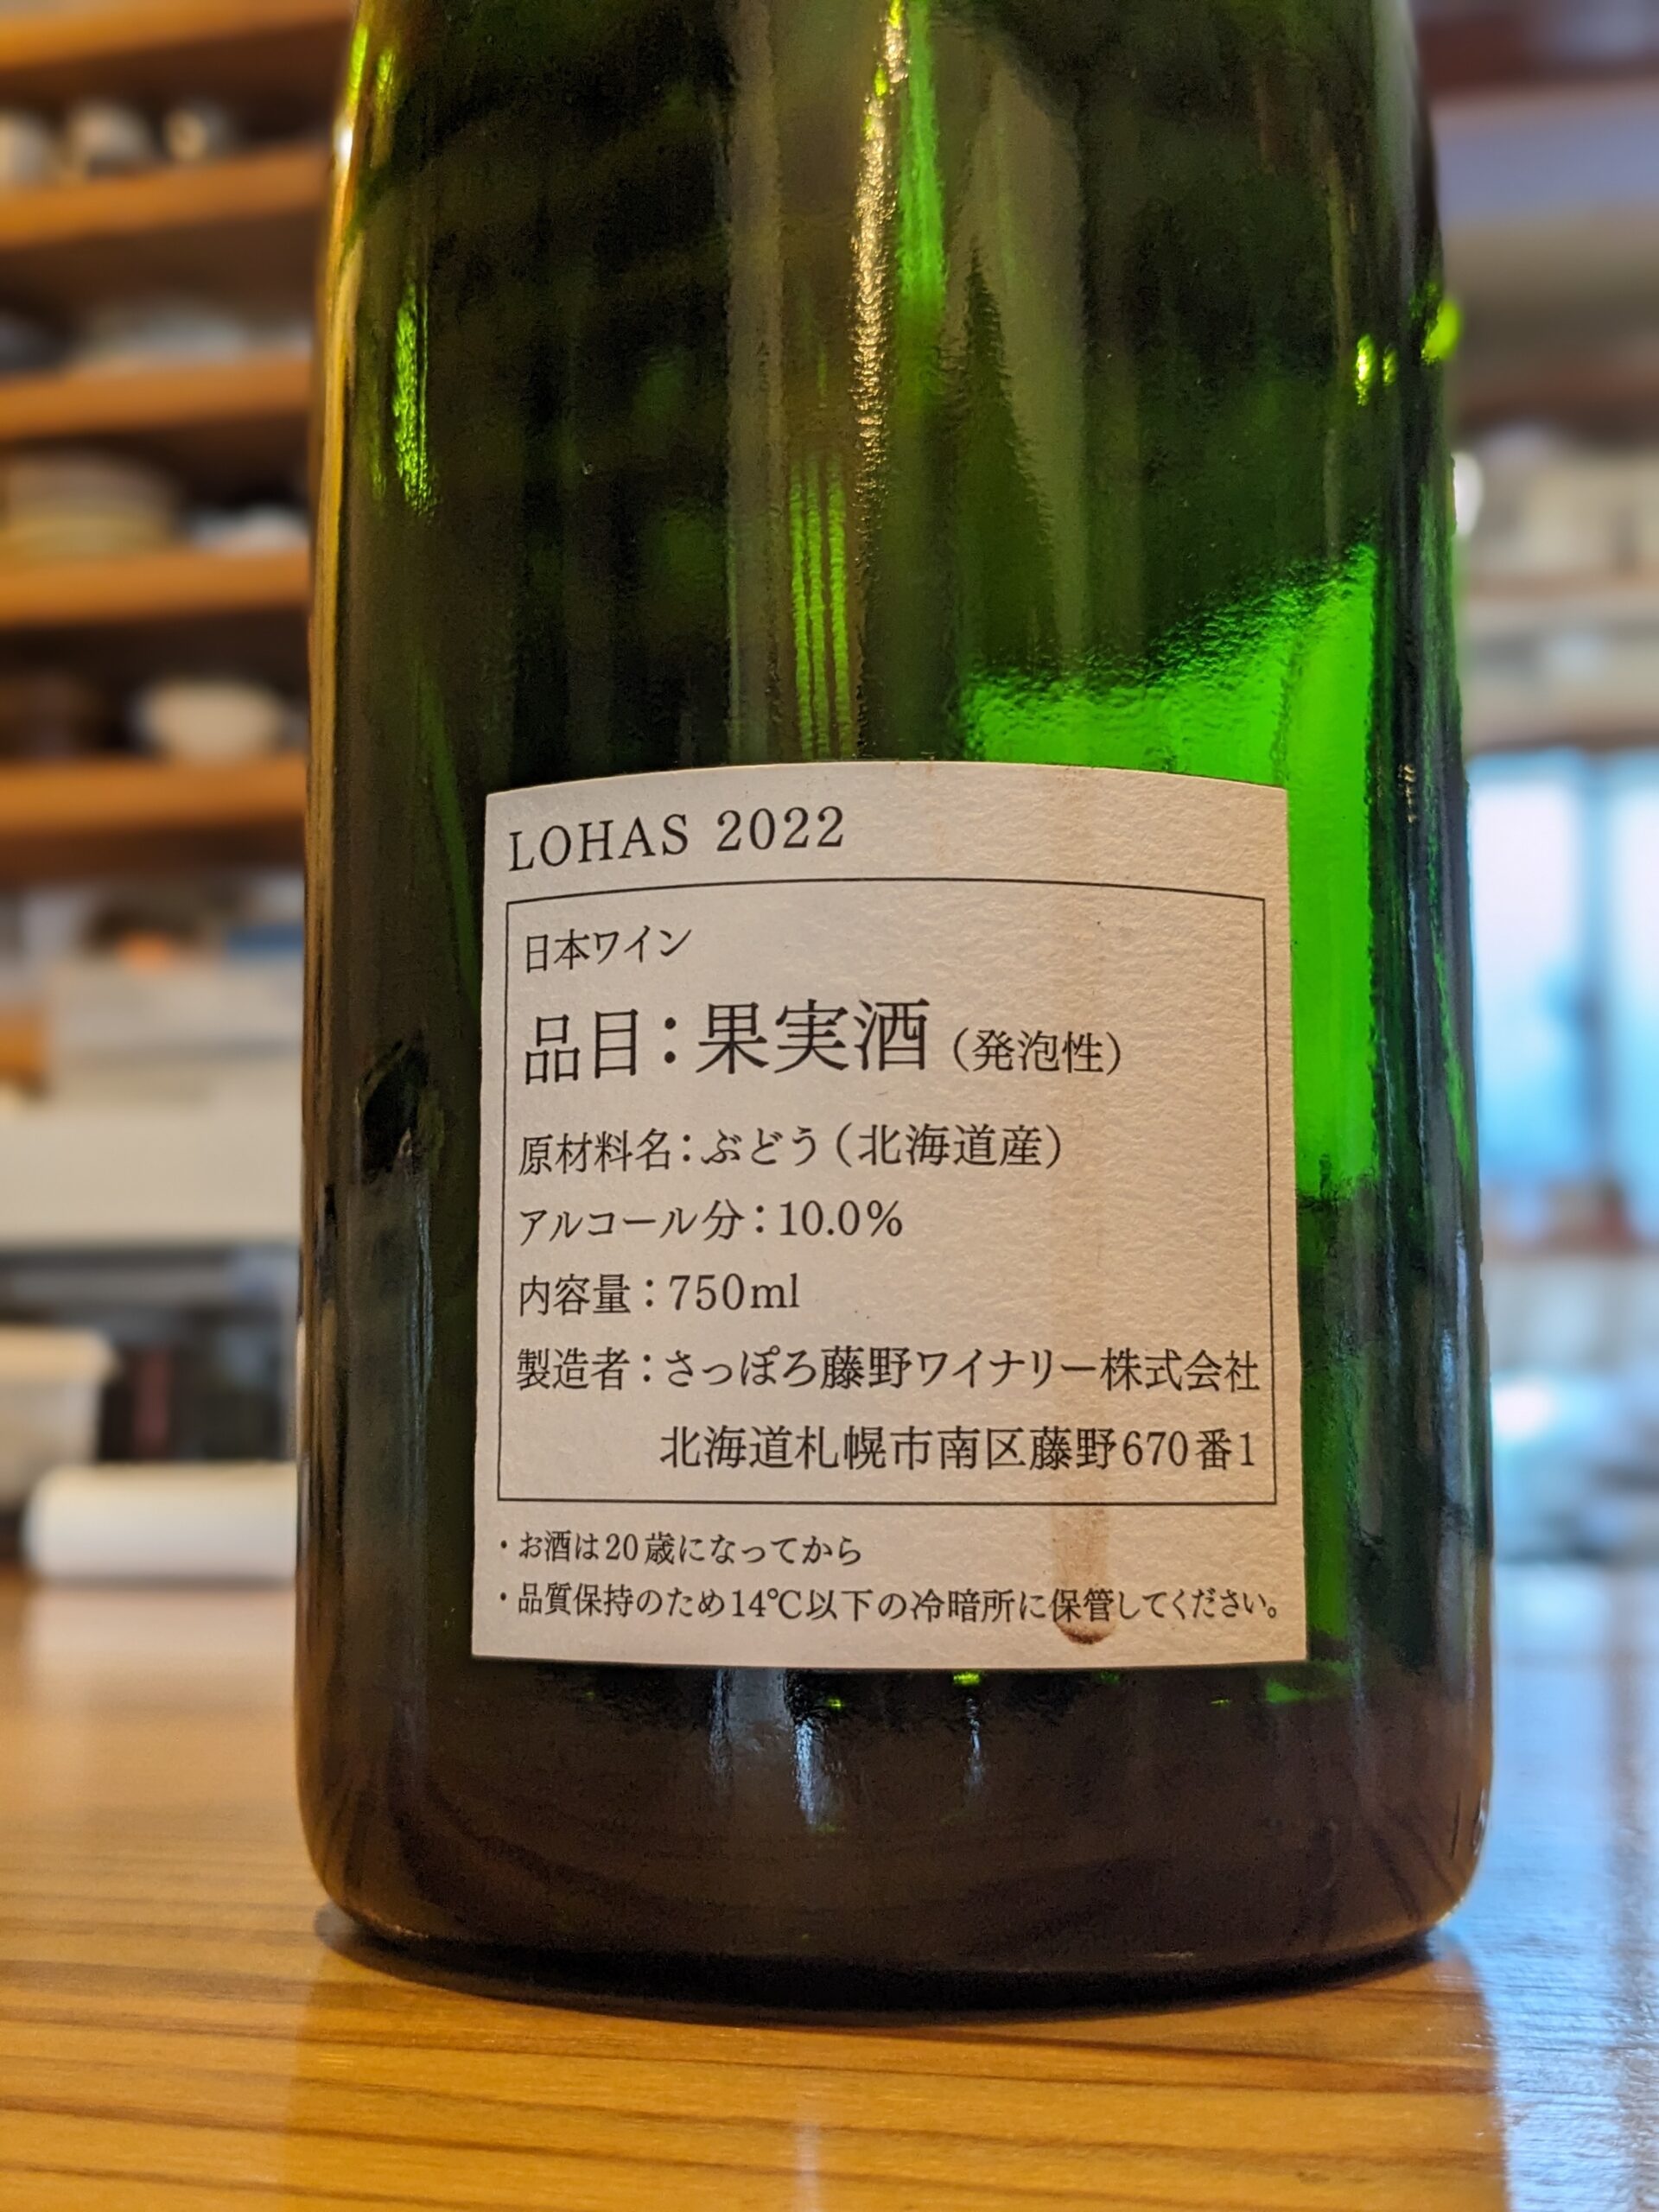 LOHAS 2022
日本ワイン
品目：果実酒（発泡性）
原材料名：ぶどう（北海道産）
アルコール分：10.0%
内容量：750ml
製造者：さっぽろ藤野ワイナリー株式会社
北海道札幌市南区藤野670番1
・お酒は20歳になってから
・品質保持のため14℃以下の冷暗所に保管してください。